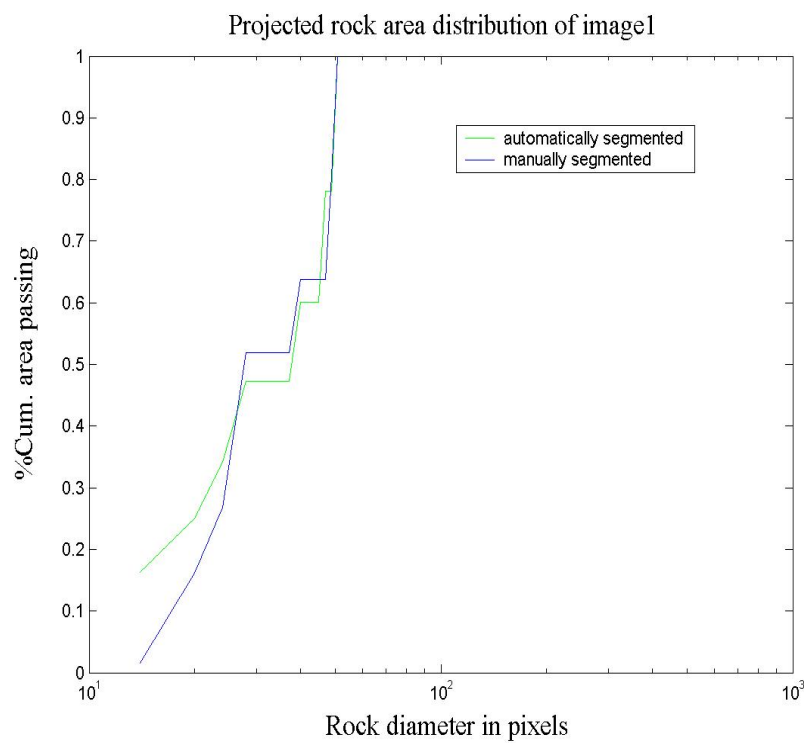 Projected rock area distribution of image1
1
0.9
0.8
0.7
0.6
0.5
0.4
0.3
0.2
0.1
0
%Cum. area passing
automatically segmented
manually segmented
10¹ 10² 10³
Rock diameter in pixels